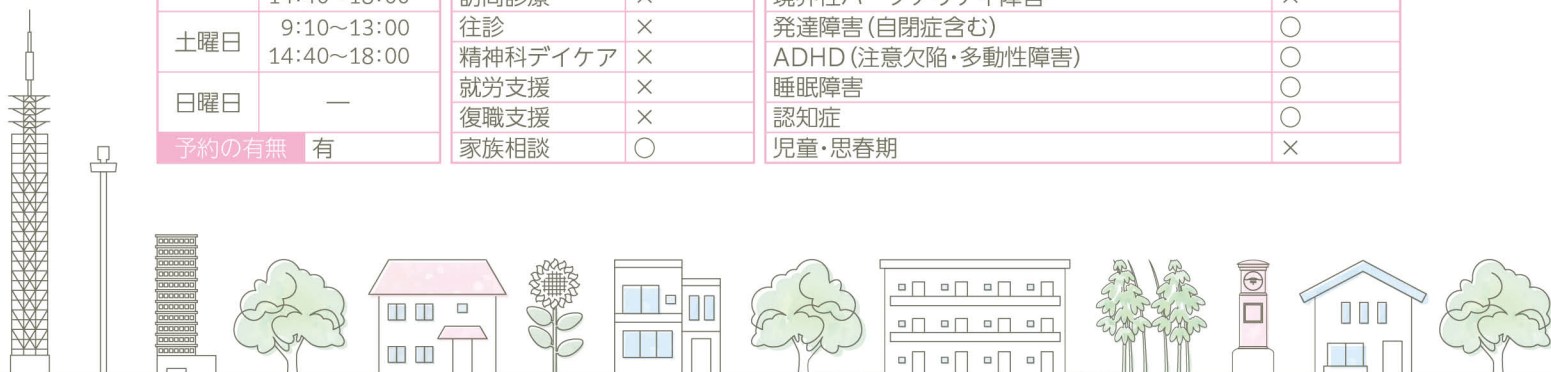 土曜日
9:10~13:00
14:40~18:00
日曜日
—
予約の有無 有
往診 ×
精神科デイケア ×
就労支援 ×
復職支援 ×
家族相談 ○
発達障害(自閉症含む) ○
ADHD(注意欠陥・多動性障害) ○
睡眠障害 ○
認知症 ○
児童・思春期 ×